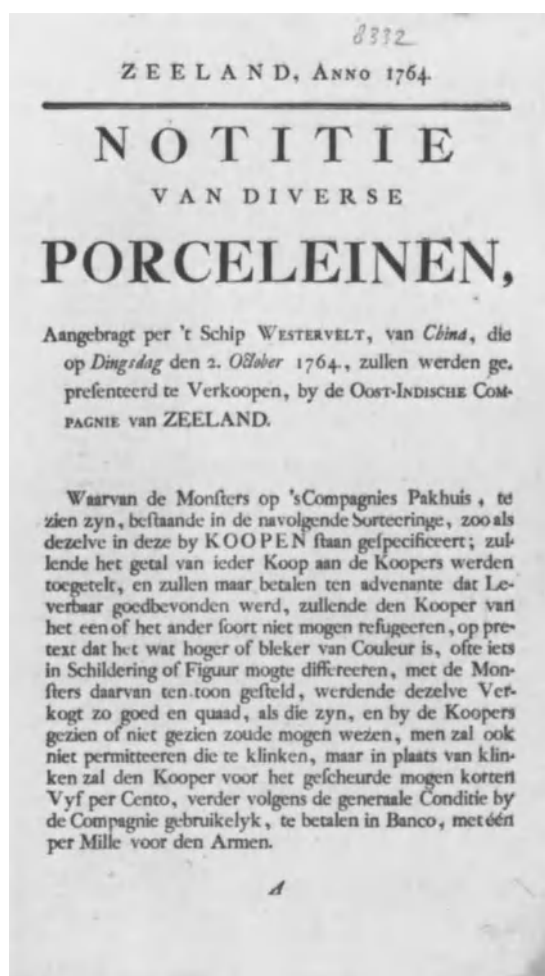 8332
ZEELAND, ANNO 1764.
NOTITIE
VAN DIVERSE
PORCELEINEN,
Aangebragt per 't Schip WESTERVELT, van China, die
op Dingsdag den 2. October 1764., zullen werden ge-
preſenteerd te Verkoopen, by de OOST-INDISCHE COM-
PAGNIE van ZEELAND.
Waarvan de Monſters op 'sCompagnies Pakhuis, te
zien zyn, beſtaande in de navolgende Sorteeringe, zoo als
dezelve in deze by KOOPEN ſtaan geſpecificeert; zul-
lende het getal van ieder Koop aan de Koopers werden
toegetelt, en zullen maar betalen ten advenante dat Le-
verbaar goedbevonden werd, zullende den Kooper van
het een of het ander ſoort niet mogen refugeeren, op pre-
text dat het wat hoger of bleker van Couleur is, ofte iets
in Schildering of Figuur mogte differeeren, met de Mon-
ſters daarvan ten toon geſteld, werdende dezelve Ver-
kogt zo goed en quaad, als die zyn, en by de Koopers
gezien of niet gezien zoude mogen wezen, men zal ook
niet permitteeren die te klinken, maar in plaats van klin-
ken zal den Kooper voor het geſcheurde mogen korten
Vyf per Cento, verder volgens de generaale Conditie by
de Compagnie gebruikelyk, te betalen in Banco, met één
per Mille voor den Armen.
A